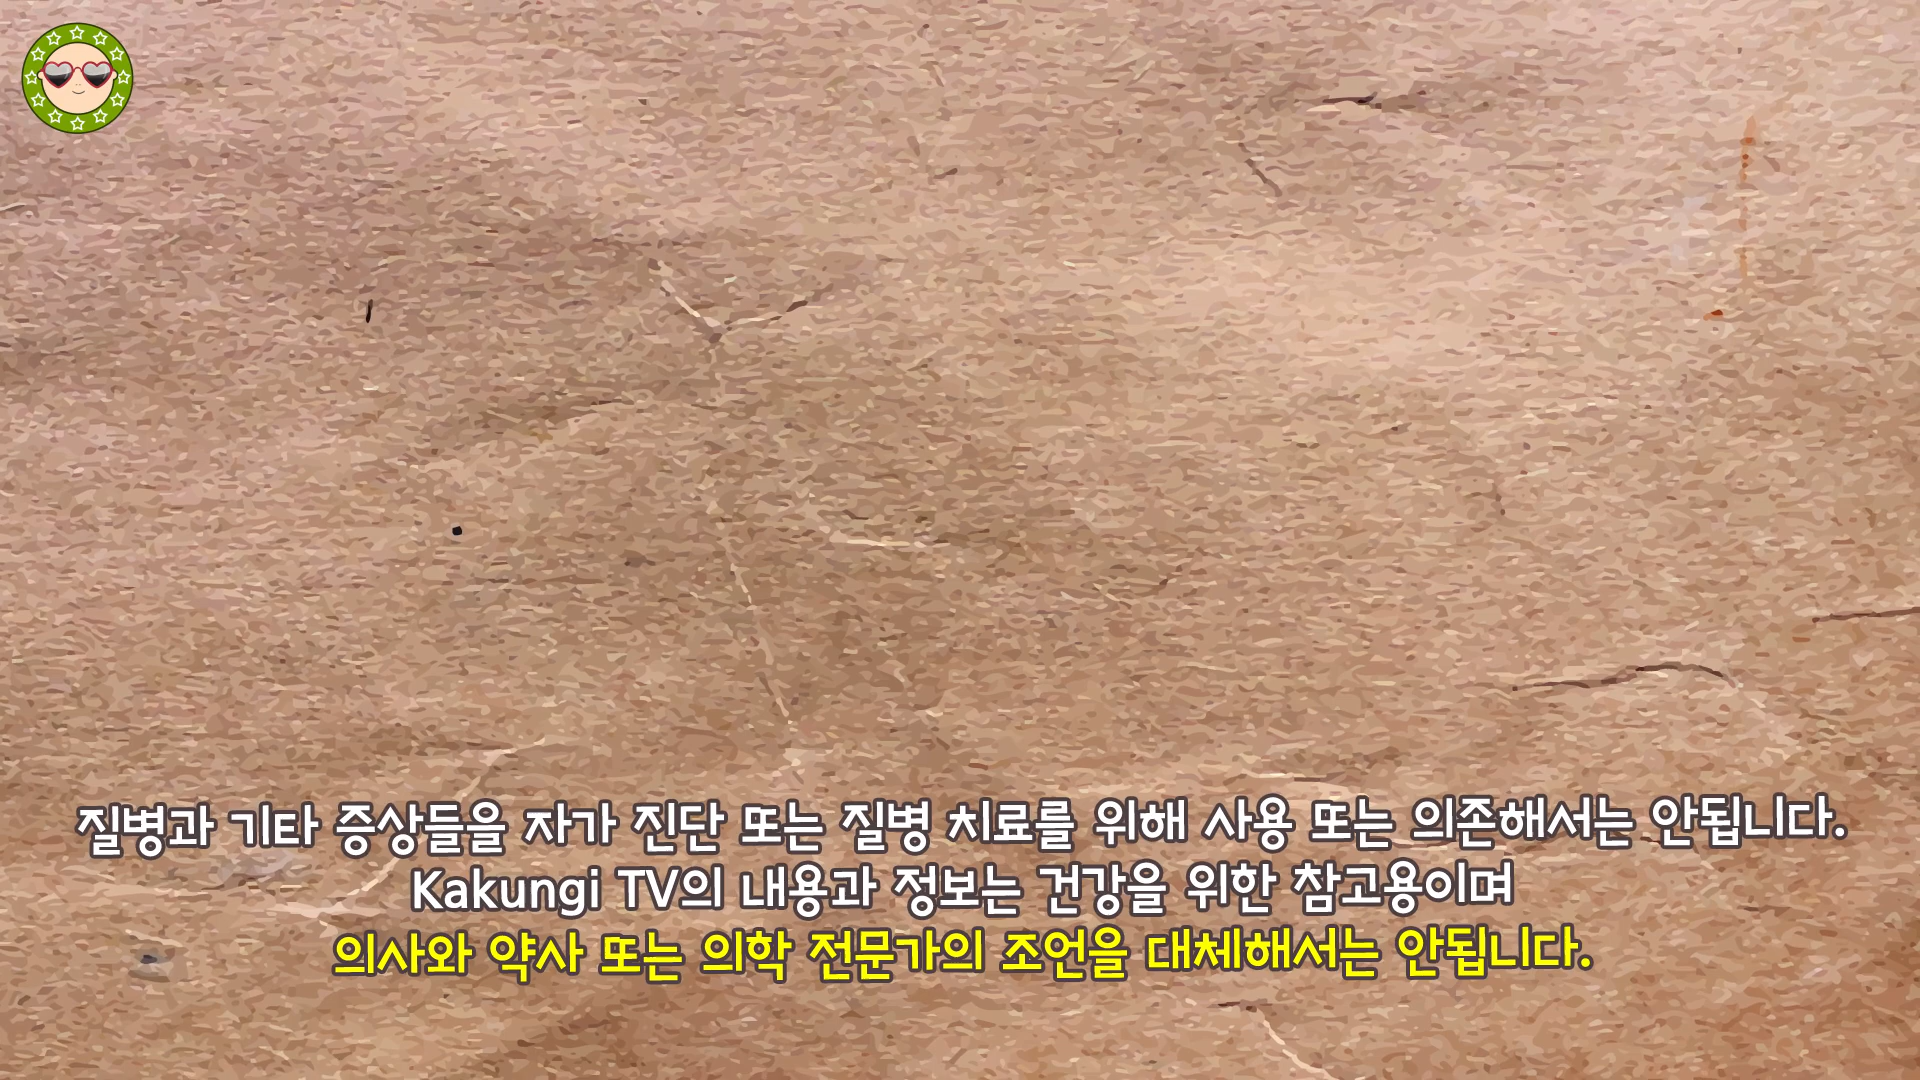 질병과 기타 증상들을 자가 진단 또는 질병 치료를 위해 사용 또는 의존해서는 안됩니다.
Kakungi TV의 내용과 정보는 건강을 위한 참고용이며
의사와 약사 또는 의학 전문가의 조언을 대체해서는 안됩니다.